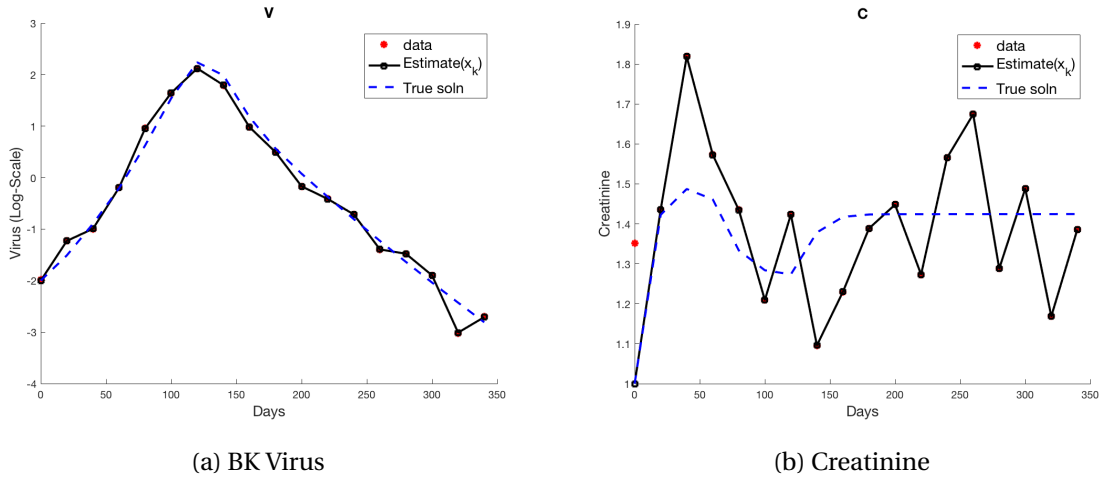 V
Virus (Log-Scale)
3
2
1
0
-1
-2
-3
-4
0 50 100 150 200 250 300 350
Days
data
Estimate(x_k)
True soln
(a) BK Virus
C
Creatinine
1.9
1.8
1.7
1.6
1.5
1.4
1.3
1.2
1.1
1
0 50 100 150 200 250 300 350
Days
data
Estimate(x_k)
True soln
(b) Creatinine